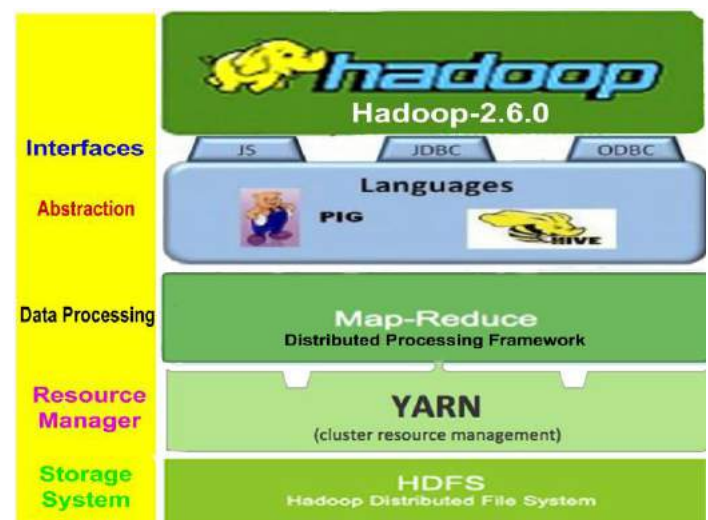 hadoop
Hadoop-2.6.0
Interfaces
JS JDBC ODBC
Languages
Abstraction
PIG
HIVE
Data Processing
Map-Reduce
Distributed Processing Framework
Resource
Manager
YARN
(cluster resource management)
Storage
System
HDFS
Hadoop Distributed File System